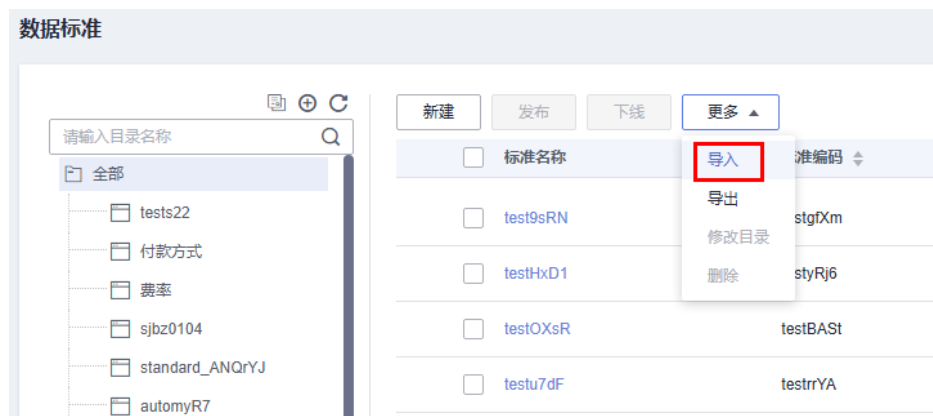 数据标准
请输入目录名称
全部
tests22
付款方式
费率
sjbz0104
standard_ANQrYJ
automyR7
新建 发布 下线 更多
标准名称 准编码
test9sRN stgfXm
testHxD1 styRj6
testOXsR testBASt
testu7dF testrrYA
导入
导出
修改目录
删除